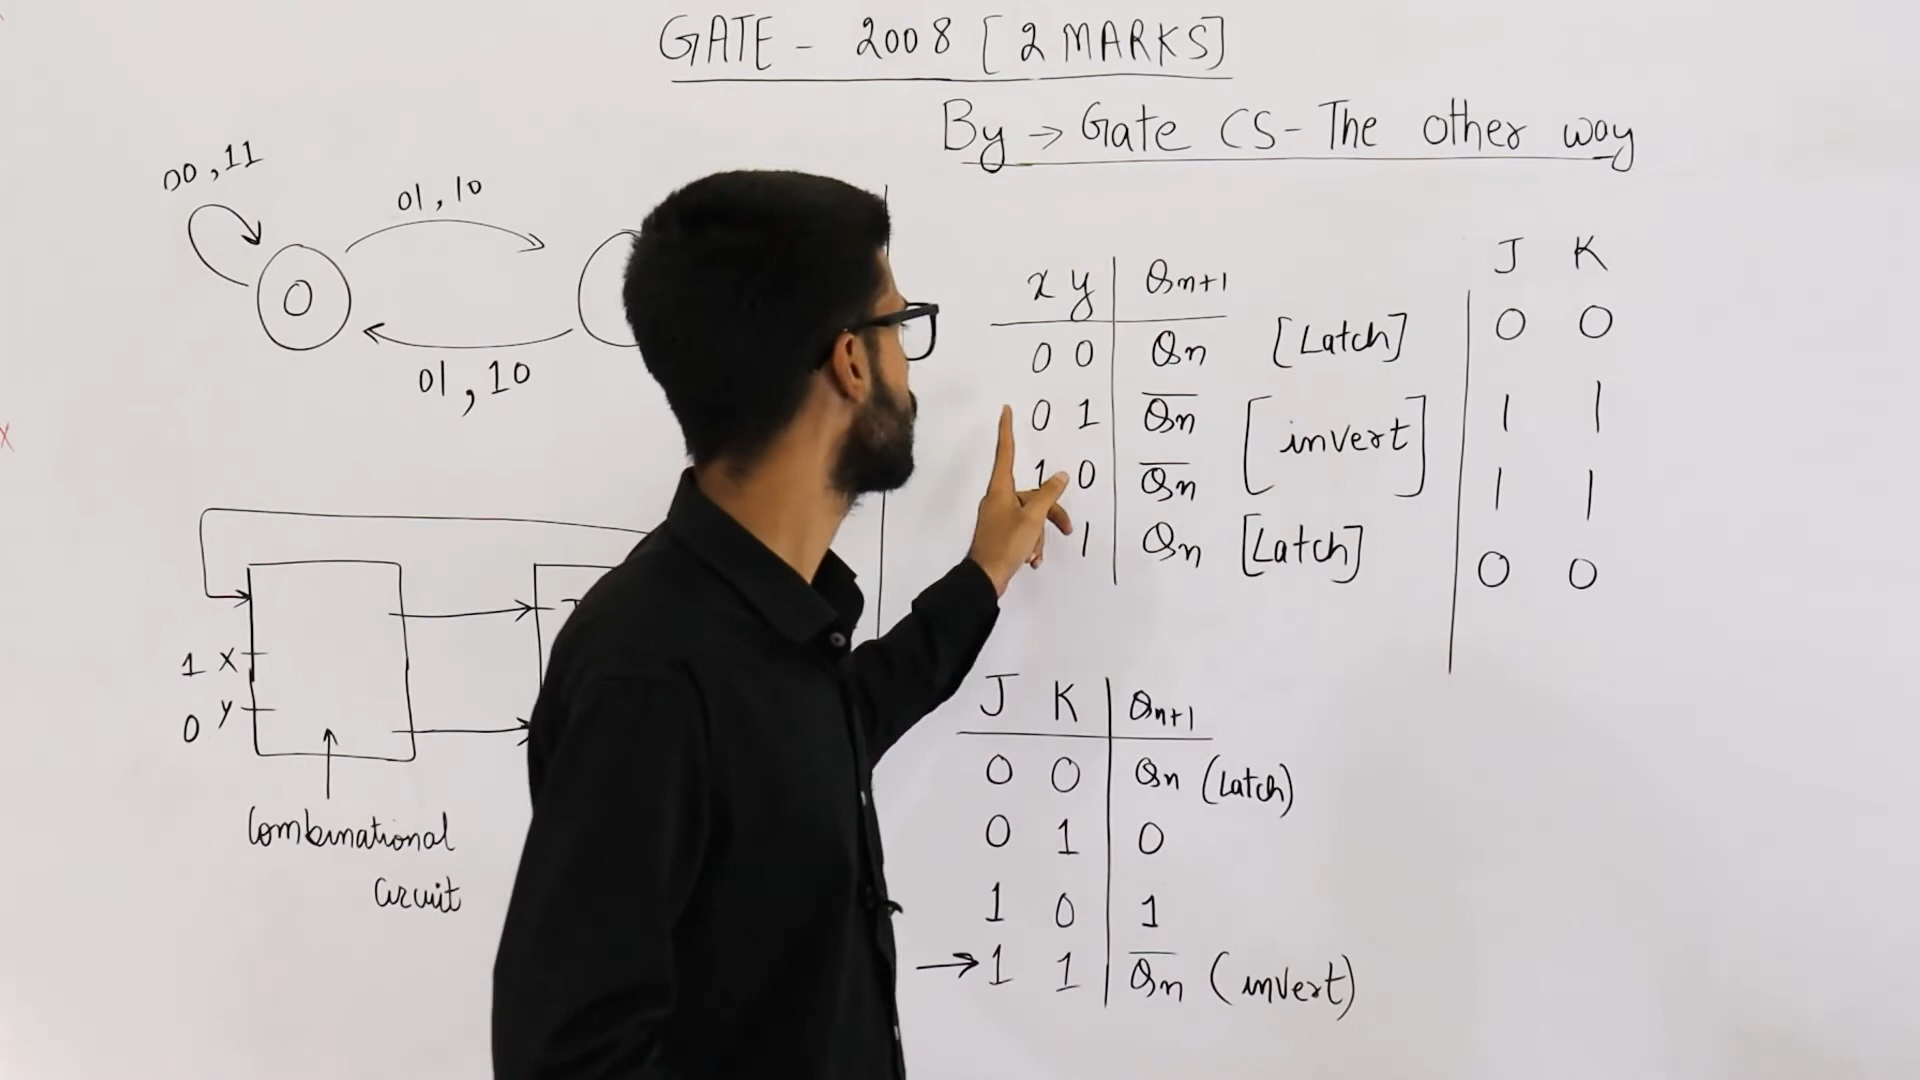 GATE - 2008 [2 MARKS]
By → Gate CS - The other way
00, 11
01, 10
0
01, 10
x y Qn+1
0 0 Qn [Latch]
0 1 Q̅n̅ [invert]
1 0 Q̅n̅
1 Qn [Latch]
J K
0 0
1 1
1 1
0 0
1 X
0 Y
Combinational
Circuit
J K Qn+1
0 0 Qn (Latch)
0 1 0
1 0 1
→ 1 1 Q̅n̅ (invert)